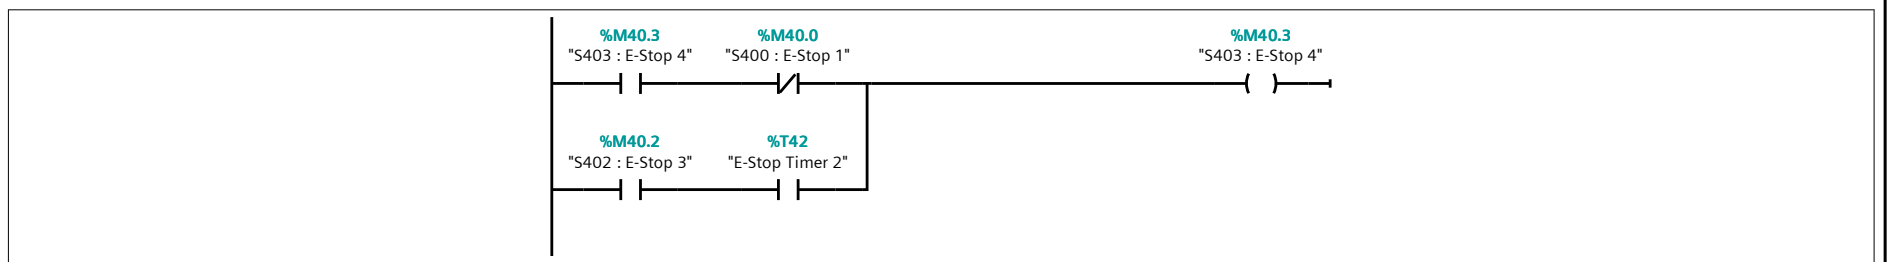 %M40.3 %M40.0 %M40.3
"S403 : E-Stop 4" "S400 : E-Stop 1" "S403 : E-Stop 4"
%M40.2 %T42
"S402 : E-Stop 3" "E-Stop Timer 2"